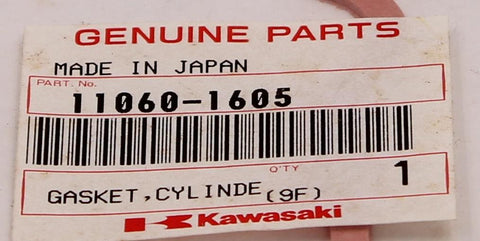 GENUINE PARTS
MADE IN JAPAN
PART. No.
11060-1605
Q'TY
GASKET,CYLINDE(9F) 1
Kawasaki